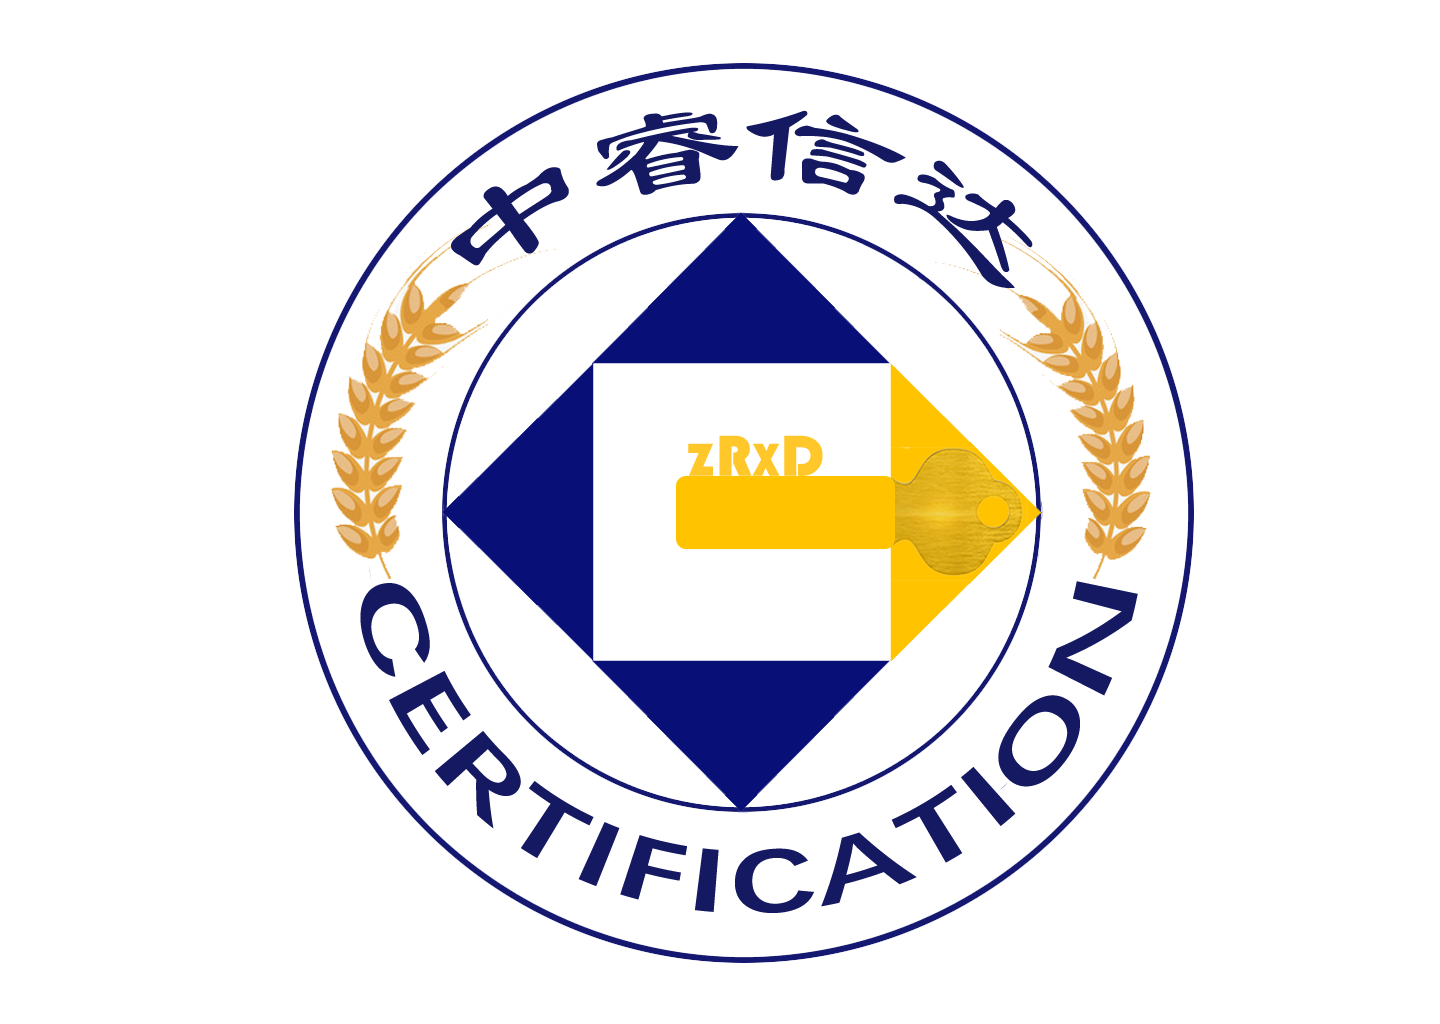 中睿信达
zRxD
CERTIFICATION